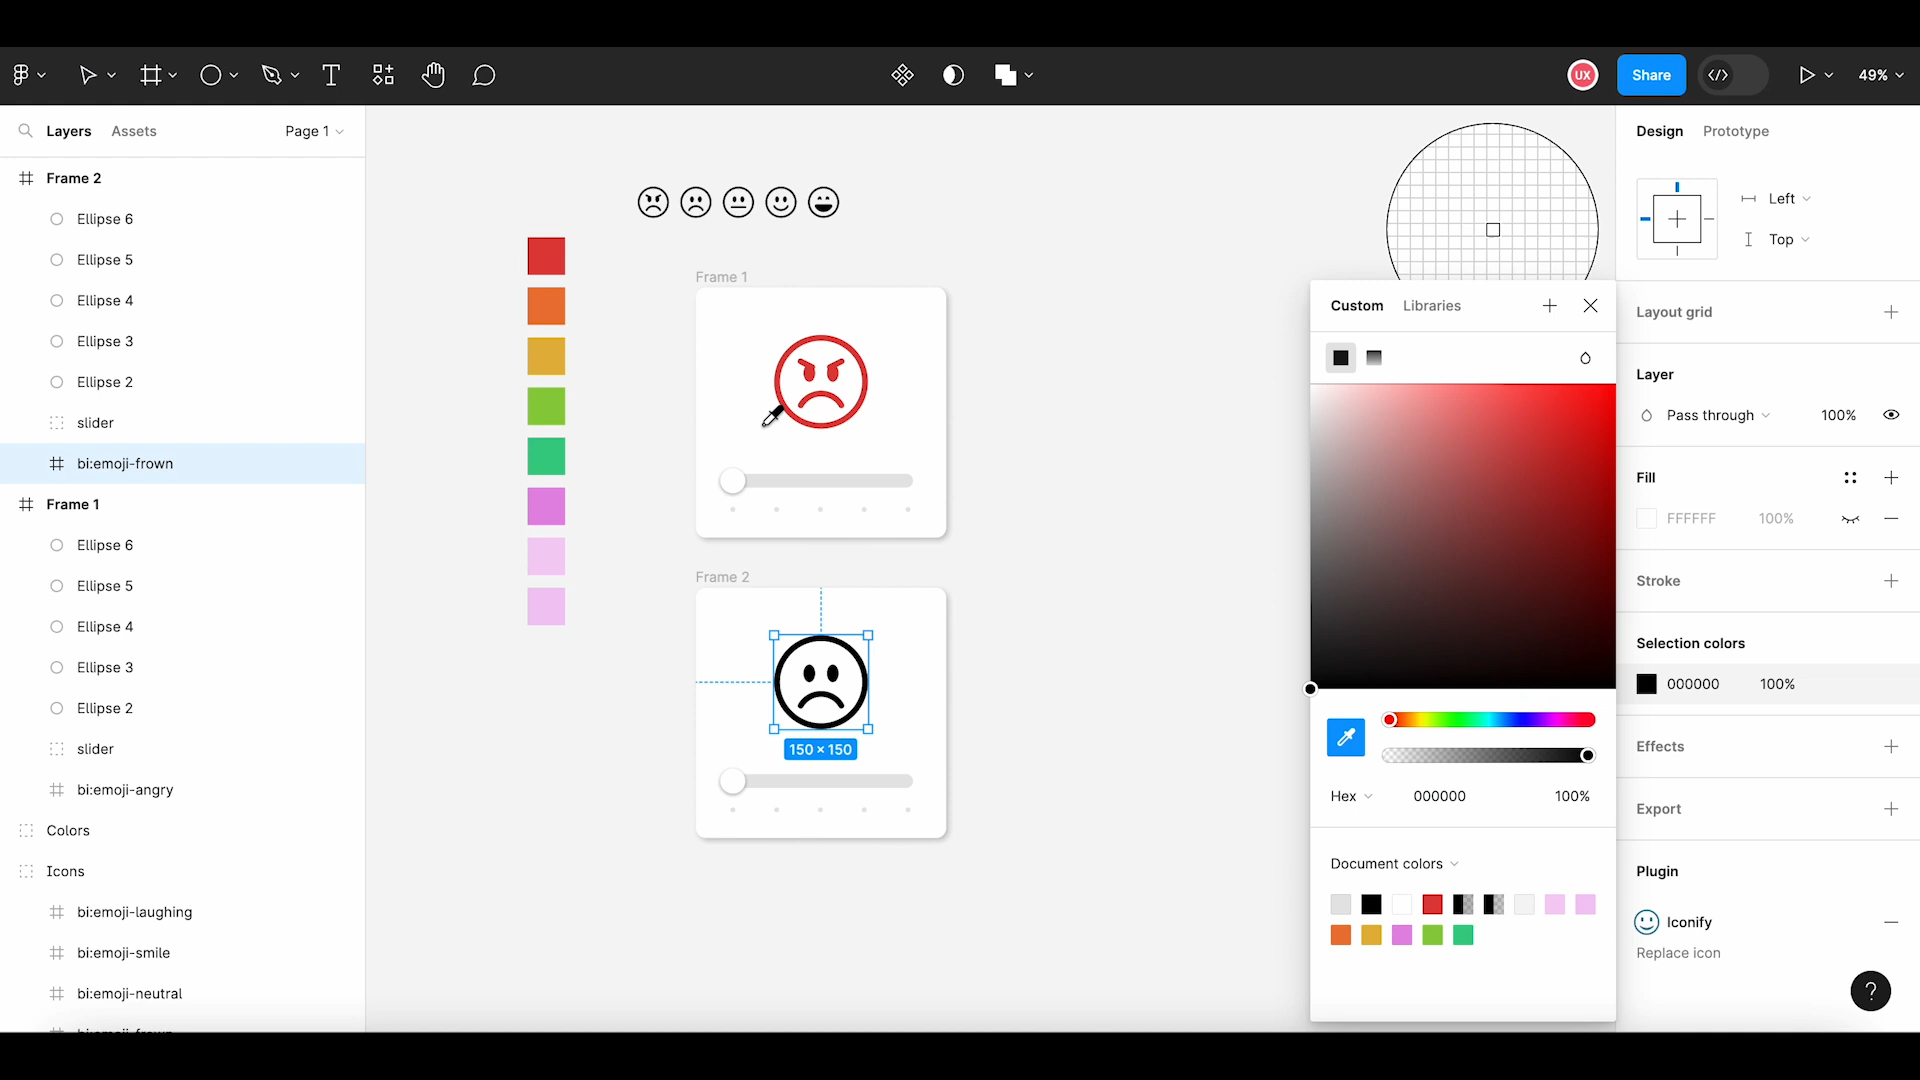 UX
Share
49%
Layers
Assets
Page 1
Design
Prototype
Frame 2
Ellipse 6
Ellipse 5
Ellipse 4
Ellipse 3
Ellipse 2
slider
bi:emoji-frown
Frame 1
Ellipse 6
Ellipse 5
Ellipse 4
Ellipse 3
Ellipse 2
slider
bi:emoji-angry
Colors
Icons
bi:emoji-laughing
bi:emoji-smile
bi:emoji-neutral
bi:emoji-frown
Frame 1
Frame 2
150 × 150
Custom
Libraries
Hex
000000
100%
Document colors
Left
Top
Layout grid
Layer
Pass through
100%
Fill
FFFFFF
100%
Stroke
Selection colors
000000
100%
Effects
Export
Plugin
Iconify
Replace icon
?